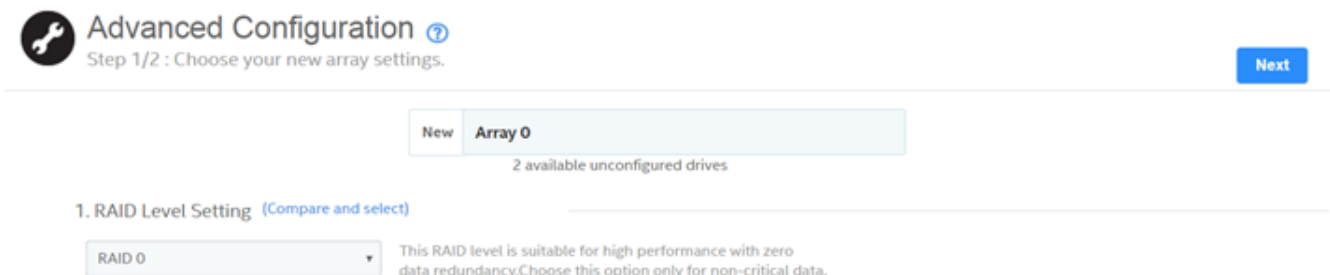 Advanced Configuration ?
Step 1/2 : Choose your new array settings.
Next
New Array 0
2 available unconfigured drives
1. RAID Level Setting (Compare and select)
RAID 0
This RAID level is suitable for high performance with zero
data redundancy.Choose this option only for non-critical data.